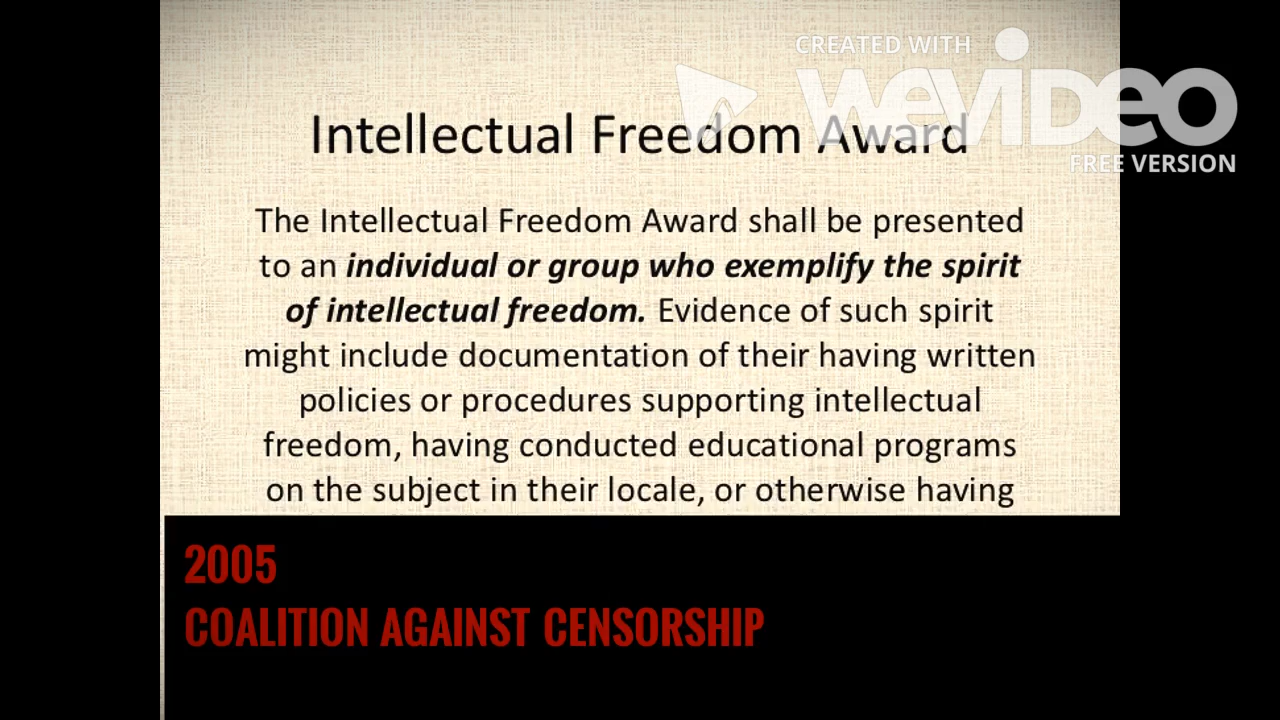 CREATED WITH
WEVIDEO
FREE VERSION
Intellectual Freedom Award
The Intellectual Freedom Award shall be presented
to an individual or group who exemplify the spirit
of intellectual freedom. Evidence of such spirit
might include documentation of their having written
policies or procedures supporting intellectual
freedom, having conducted educational programs
on the subject in their locale, or otherwise having
2005
COALITION AGAINST CENSORSHIP